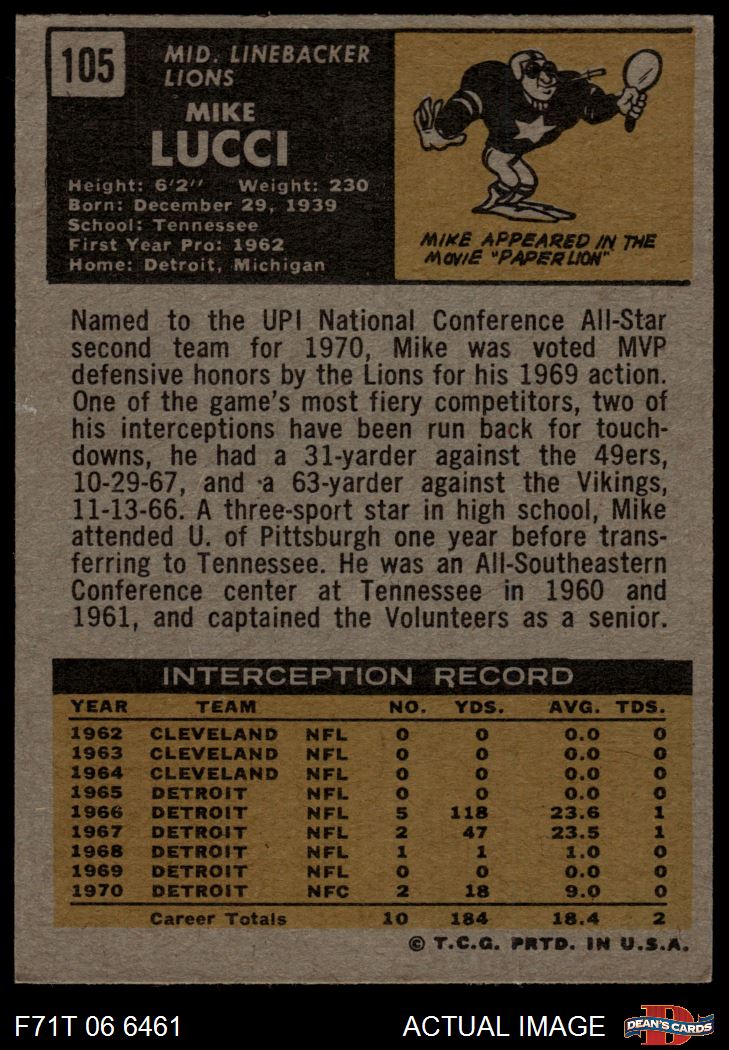 105
MID. LINEBACKER
LIONS
MIKE
LUCCI
Height: 6'2" Weight: 230
Born: December 29, 1939
School: Tennessee
First Year Pro: 1962
Home: Detroit, Michigan
MIKE APPEARED IN THE
MOVIE "PAPER LION"
Named to the UPI National Conference All-Star
second team for 1970, Mike was voted MVP
defensive honors by the Lions for his 1969 action.
One of the game's most fiery competitors, two of
his interceptions have been run back for touch-
downs, he had a 31-yarder against the 49ers,
10-29-67, and a 63-yarder against the Vikings,
11-13-66. A three-sport star in high school, Mike
attended U. of Pittsburgh one year before trans-
ferring to Tennessee. He was an All-Southeastern
Conference center at Tennessee in 1960 and
1961, and captained the Volunteers as a senior.
INTERCEPTION RECORD
YEAR TEAM NO. YDS. AVG. TDS.
1962 CLEVELAND NFL 0 0 0.0 0
1963 CLEVELAND NFL 0 0 0.0 0
1964 CLEVELAND NFL 0 0 0.0 0
1965 DETROIT NFL 0 0 0.0 0
1966 DETROIT NFL 5 118 23.6 1
1967 DETROIT NFL 2 47 23.5 1
1968 DETROIT NFL 1 1 1.0 0
1969 DETROIT NFL 0 0 0.0 0
1970 DETROIT NFC 2 18 9.0 0
Career Totals 10 184 18.4 2
© T.C.G. PRTD. IN U.S.A.
F71T 06 6461 ACTUAL IMAGE D DEAN'S CARDS